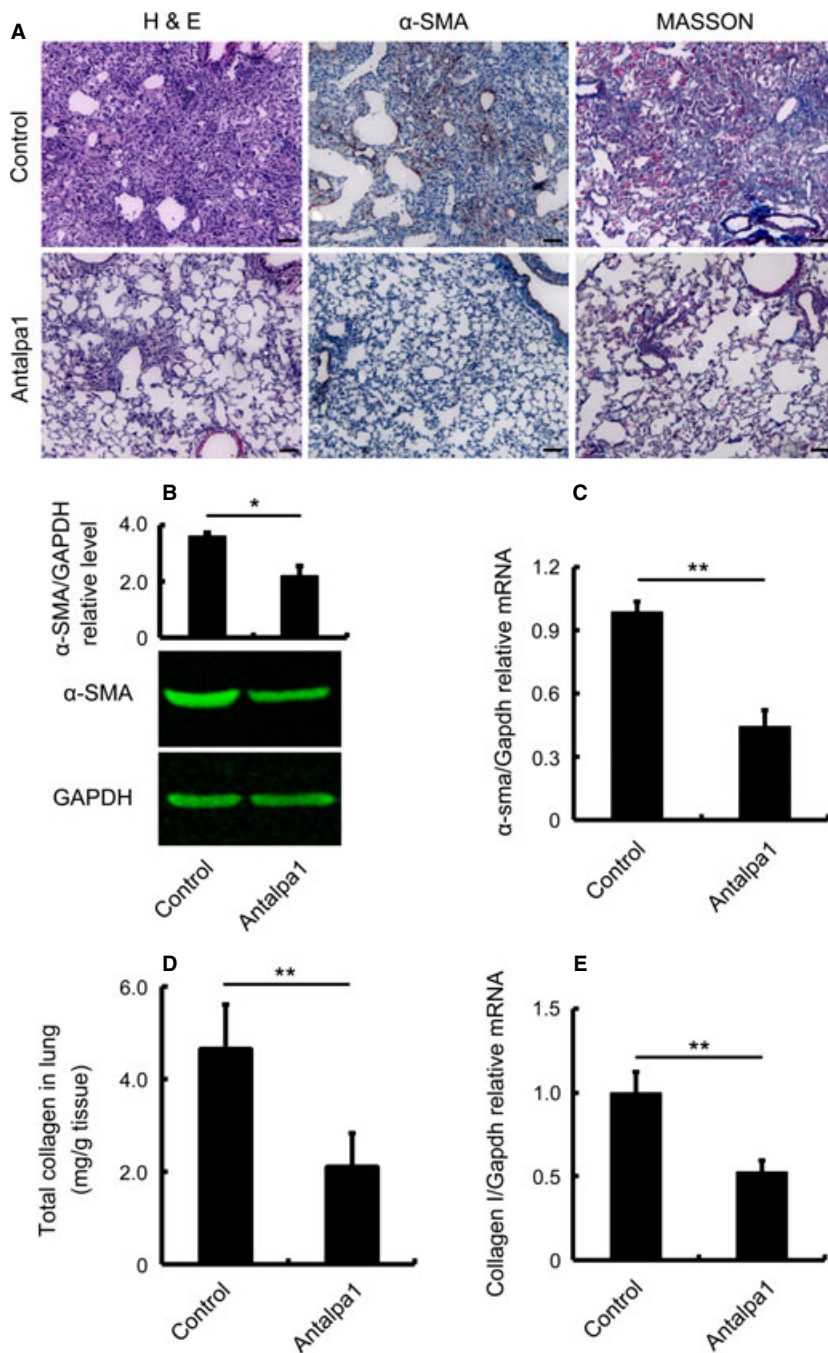 A
H & E
α-SMA
MASSON
Control
Antalpa1
B
*
α-SMA/GAPDH
relative level
4.0
2.0
0
α-SMA
GAPDH
Control
Antalpa1
C
**
α-sma/Gapdh relative mRNA
1.2
0.9
0.6
0.3
0
Control
Antalpa1
D
**
Total collagen in lung
(mg/g tissue)
6.0
4.0
2.0
0
Control
Antalpa1
E
**
Collagen I/Gapdh relative mRNA
1.5
1.0
0.5
0
Control
Antalpa1